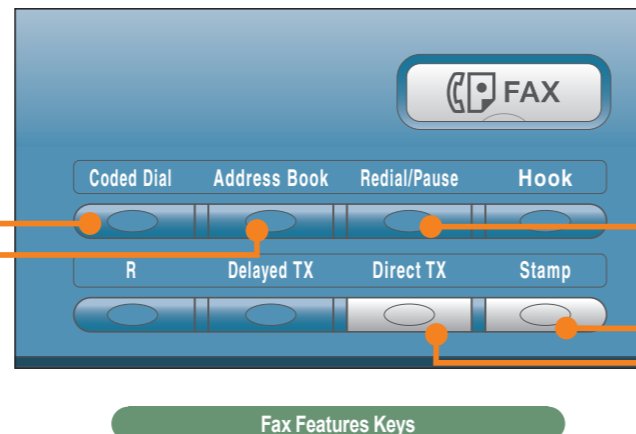 FAX
Coded Dial Address Book Redial/Pause Hook
R Delayed TX Direct TX Stamp
Fax Features Keys